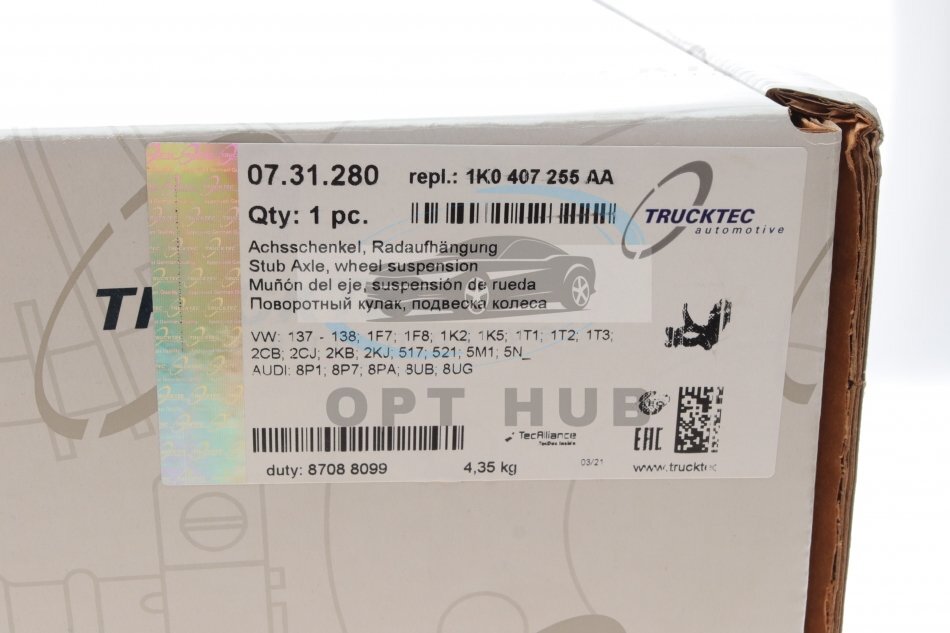 07.31.280 repl.: 1K0 407 255 AA
Qty: 1 pc.
TRUCKTEC
automotive
Achsschenkel, Radaufhängung
Stub Axle, wheel suspension
Muñón del eje, suspensión de rueda
Поворотный кулак, подвеска колеса
VW: 137 - 138; 1F7; 1F8; 1K2; 1K5; 1T1; 1T2; 1T3;
2CB; 2CJ; 2KB; 2KJ; 517; 521; 5M1; 5N_
AUDI: 8P1; 8P7; 8PA; 8UB; 8UG
OPT HUB
TecAlliance
TecDoc Inside
EAC
duty: 8708 8099 4,35 kg 03/21 www.trucktec